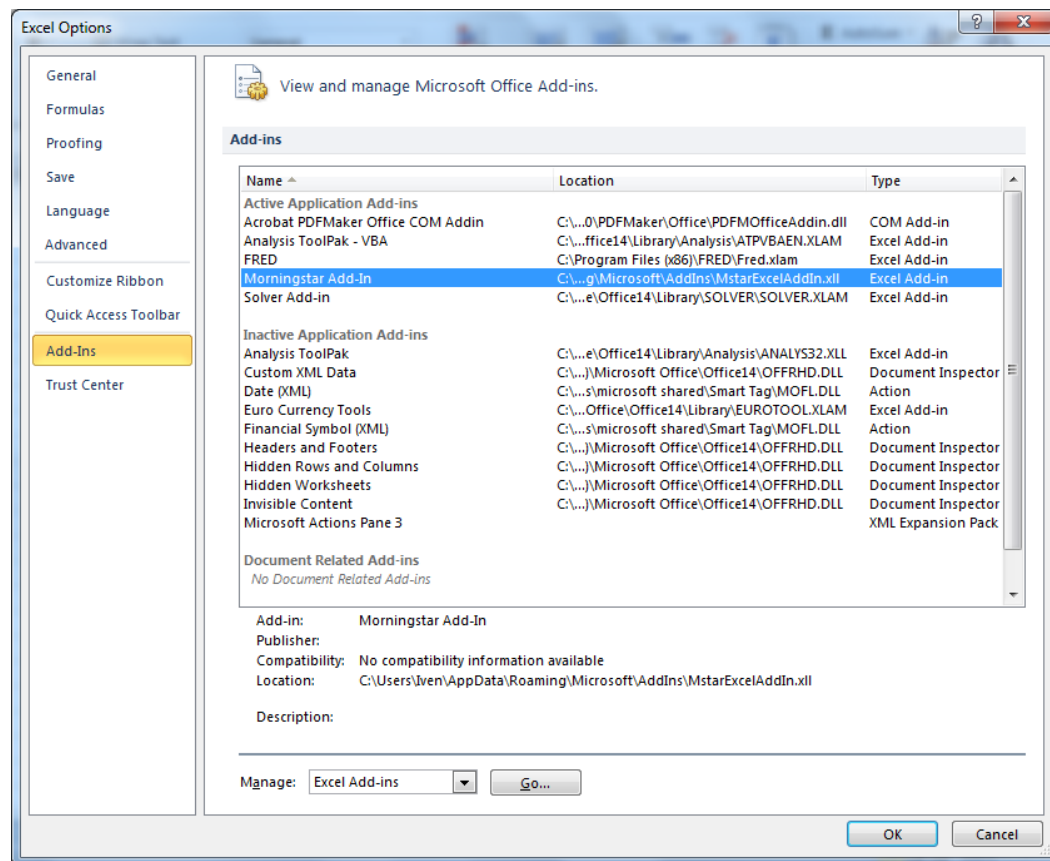 Excel Options
General
Formulas
Proofing
Save
Language
Advanced
Customize Ribbon
Quick Access Toolbar
Add-Ins
Trust Center
View and manage Microsoft Office Add-ins.
Add-ins
Name Location Type
Active Application Add-ins
Acrobat PDFMaker Office COM Addin C:\...0\PDFMaker\Office\PDFMOfficeAddin.dll COM Add-in
Analysis ToolPak - VBA C:\...ffice14\Library\Analysis\ATPVBAEN.XLAM Excel Add-in
FRED C:\Program Files (x86)\FRED\Fred.xlam Excel Add-in
Morningstar Add-In C:\...g\Microsoft\AddIns\MstarExcelAddIn.xll Excel Add-in
Solver Add-in C:\...e\Office14\Library\SOLVER\SOLVER.XLAM Excel Add-in
Inactive Application Add-ins
Analysis ToolPak C:\...e\Office14\Library\Analysis\ANALYS32.XLL Excel Add-in
Custom XML Data C:\...)\Microsoft Office\Office14\OFFRHD.DLL Document Inspector
Date (XML) C:\...s\microsoft shared\Smart Tag\MOFL.DLL Action
Euro Currency Tools C:\...Office\Office14\Library\EUROTOOL.XLAM Excel Add-in
Financial Symbol (XML) C:\...s\microsoft shared\Smart Tag\MOFL.DLL Action
Headers and Footers C:\...)\Microsoft Office\Office14\OFFRHD.DLL Document Inspector
Hidden Rows and Columns C:\...)\Microsoft Office\Office14\OFFRHD.DLL Document Inspector
Hidden Worksheets C:\...)\Microsoft Office\Office14\OFFRHD.DLL Document Inspector
Invisible Content C:\...)\Microsoft Office\Office14\OFFRHD.DLL Document Inspector
Microsoft Actions Pane 3 XML Expansion Pack
Document Related Add-ins
No Document Related Add-ins
Add-in: Morningstar Add-In
Publisher:
Compatibility: No compatibility information available
Location: C:\Users\Iven\AppData\Roaming\Microsoft\AddIns\MstarExcelAddIn.xll
Description:
Manage: Excel Add-ins Go...
OK Cancel